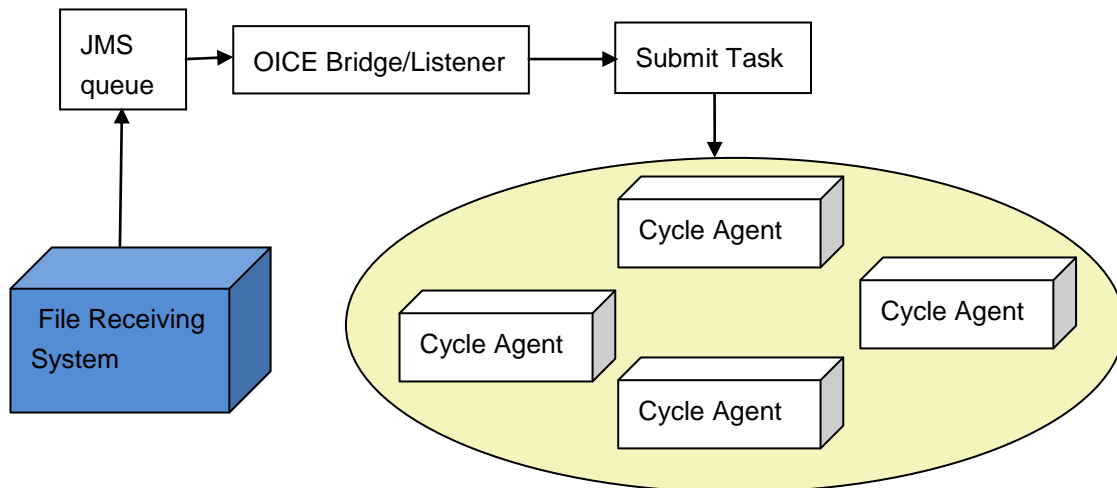 JMS
queue
OICE Bridge/Listener
Submit Task
File Receiving
System
Cycle Agent
Cycle Agent
Cycle Agent
Cycle Agent